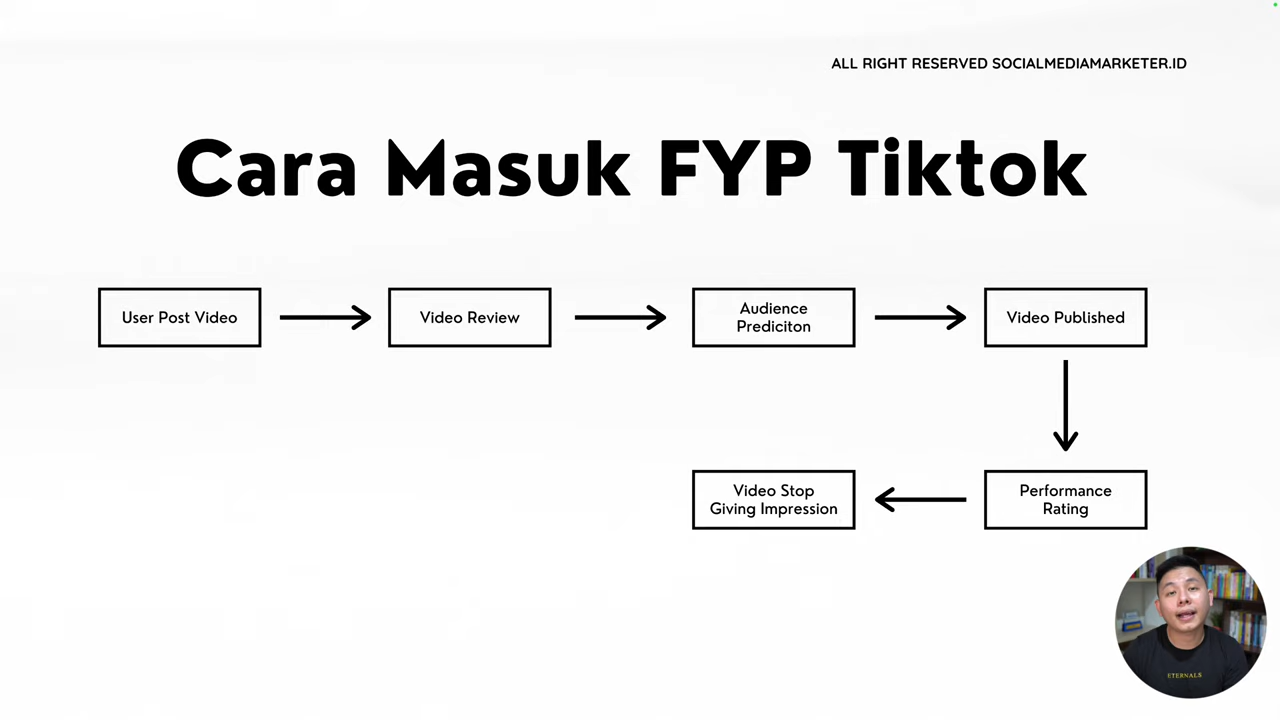 ALL RIGHT RESERVED SOCIALMEDIAMARKETER.ID
Cara Masuk FYP Tiktok
User Post Video
Video Review
Audience
Prediciton
Video Published
Video Stop
Giving Impression
Performance
Rating
ETERNALS